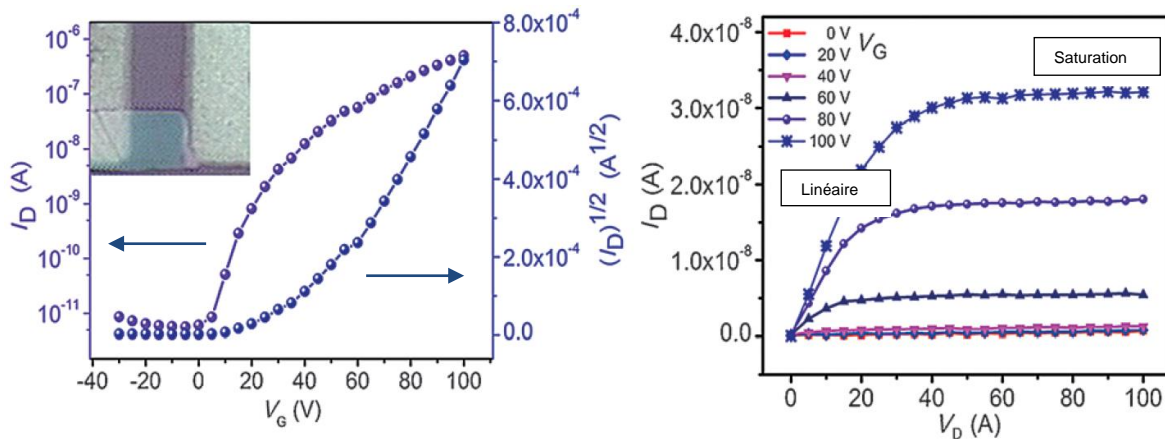 10^-6
10^-7
10^-8
10^-9
10^-10
10^-11
I_D (A)
-40 -20 0 20 40 60 80 100
V_G (V)
8.0x10^-4
6.0x10^-4
4.0x10^-4
2.0x10^-4
0.0
(I_D)^1/2 (A^1/2)
4.0x10^-8
3.0x10^-8
2.0x10^-8
1.0x10^-8
0.0
I_D (A)
0 V V_G
20 V
40 V
60 V
80 V
100 V
Saturation
Linéaire
0 20 40 60 80 100
V_D (A)